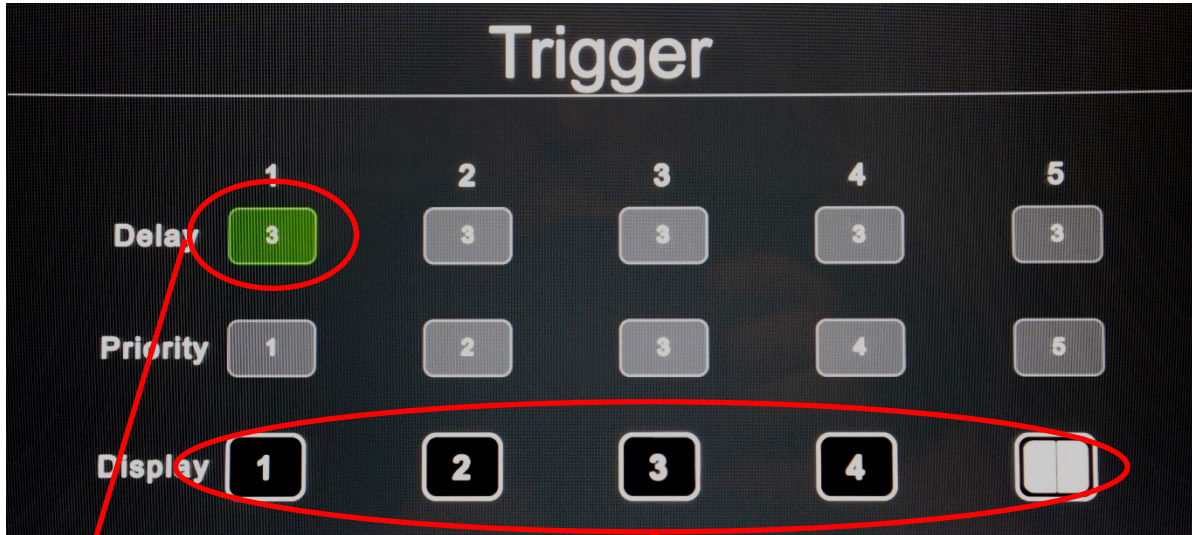 Trigger
1 2 3 4 5
Delay 3 3 3 3 3
Priority 1 2 3 4 5
Display 1 2 3 4